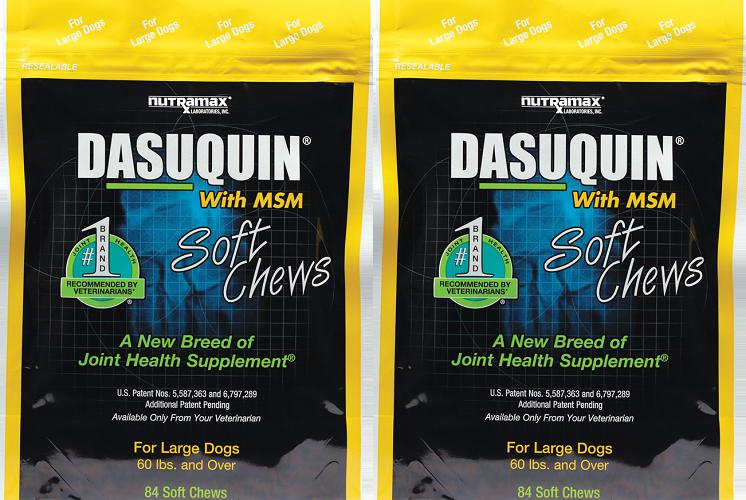 For Large Dogs
For Large Dogs
For Large Dogs
For Large Dogs
RESEALABLE
NUTRAMAX®
LABORATORIES, INC.
DASUQUIN®
With MSM
Soft
Chews
JOINT HEALTH
#1
BRAND
RECOMMENDED BY
VETERINARIANS*
A New Breed of
Joint Health Supplement®
U.S. Patent Nos. 5,587,363 and 6,797,289
Additional Patent Pending
Available Only From Your Veterinarian
For Large Dogs
60 lbs. and Over
84 Soft Chews
For Large Dogs
For Large Dogs
For Large Dogs
For Large Dogs
RESEALABLE
NUTRAMAX®
LABORATORIES, INC.
DASUQUIN®
With MSM
Soft
Chews
JOINT HEALTH
#1
BRAND
RECOMMENDED BY
VETERINARIANS*
A New Breed of
Joint Health Supplement®
U.S. Patent Nos. 5,587,363 and 6,797,289
Additional Patent Pending
Available Only From Your Veterinarian
For Large Dogs
60 lbs. and Over
84 Soft Chews